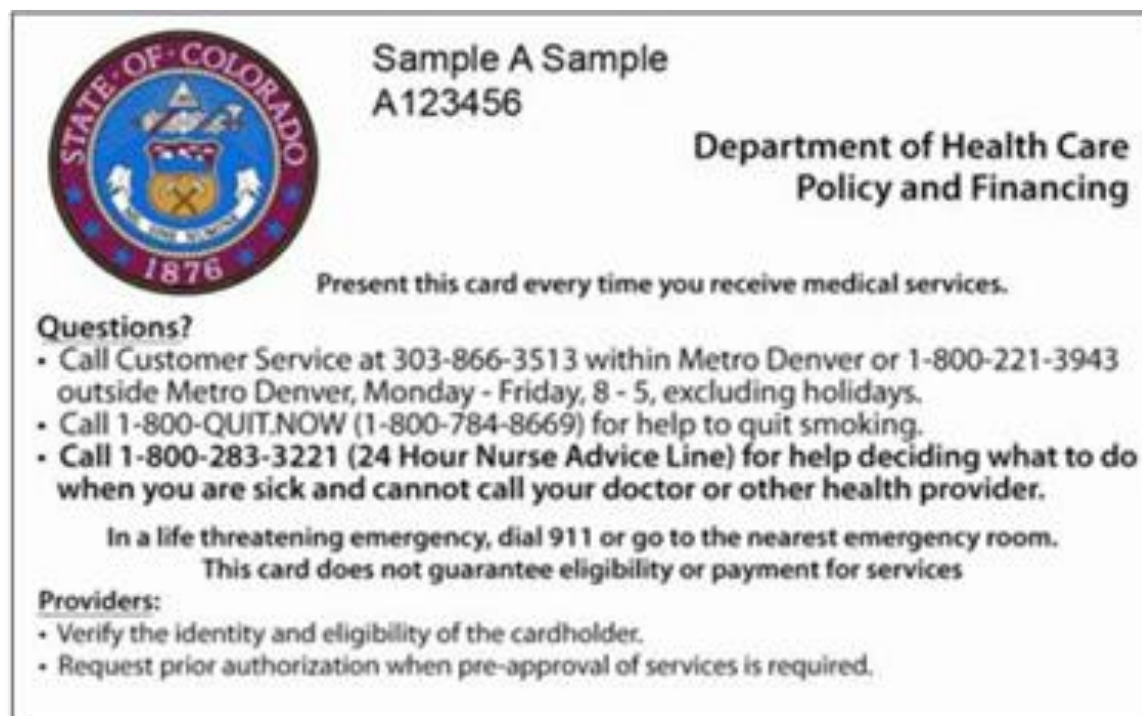 STATE·OF·COLORADO
NIL SINE NUMINE
1876
Sample A Sample
A123456
Department of Health Care
Policy and Financing
Present this card every time you receive medical services.
Questions?
• Call Customer Service at 303-866-3513 within Metro Denver or 1-800-221-3943
outside Metro Denver, Monday - Friday, 8 - 5, excluding holidays.
• Call 1-800-QUIT.NOW (1-800-784-8669) for help to quit smoking.
• Call 1-800-283-3221 (24 Hour Nurse Advice Line) for help deciding what to do
when you are sick and cannot call your doctor or other health provider.
In a life threatening emergency, dial 911 or go to the nearest emergency room.
This card does not guarantee eligibility or payment for services
Providers:
• Verify the identity and eligibility of the cardholder.
• Request prior authorization when pre-approval of services is required.